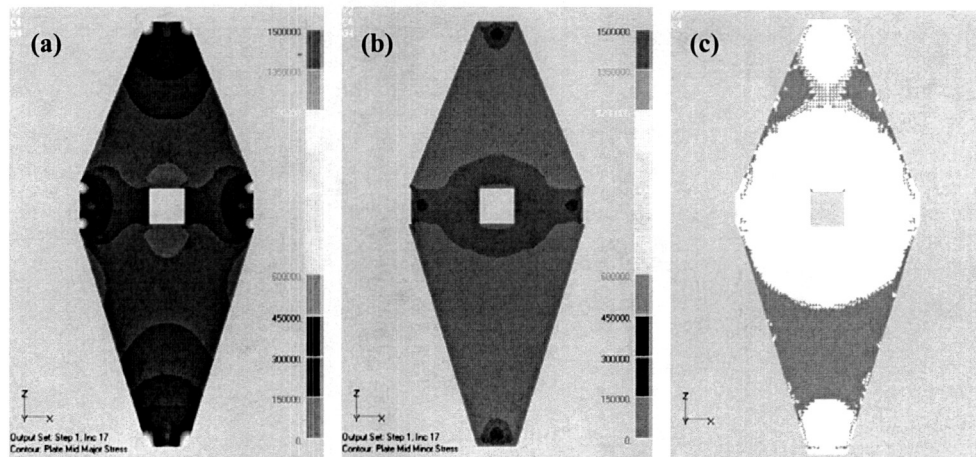 (a)
1500000.
1350000.
600000.
450000.
300000.
150000.
0.
Z
Y X
Output Set: Step 1, Inc 17
Contour: Plate Mid Major Stress
(b)
1500000.
1350000.
600000.
450000.
300000.
150000.
0.
Z
Y X
Output Set: Step 1, Inc 17
Contour: Plate Mid Minor Stress
(c)
Z
Y X